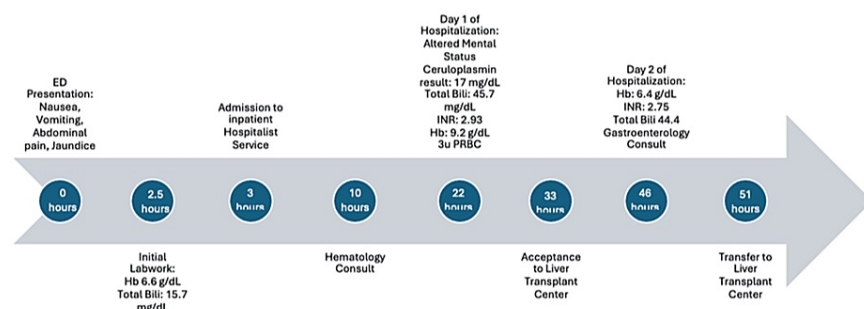 ED
Presentation:
Nausea,
Vomiting,
Abdominal
pain, Jaundice
0
hours
2.5
hours
Initial
Labwork:
Hb 6.6 g/dL
Total Bili: 15.7
mg/dL
Admission to
inpatient
Hospitalist
Service
3
hours
10
hours
Hematology
Consult
Day 1 of
Hospitalization:
Altered Mental
Status
Ceruloplasmin
result: 17 mg/dL
Total Bili: 45.7
mg/dL
INR: 2.93
Hb: 9.2 g/dL
3u PRBC
22
hours
33
hours
Acceptance
to Liver
Transplant
Center
Day 2 of
Hospitalization:
Hb: 6.4 g/dL
INR: 2.75
Total Bili 44.4
Gastroenterology
Consult
46
hours
51
hours
Transfer to
Liver
Transplant
Center